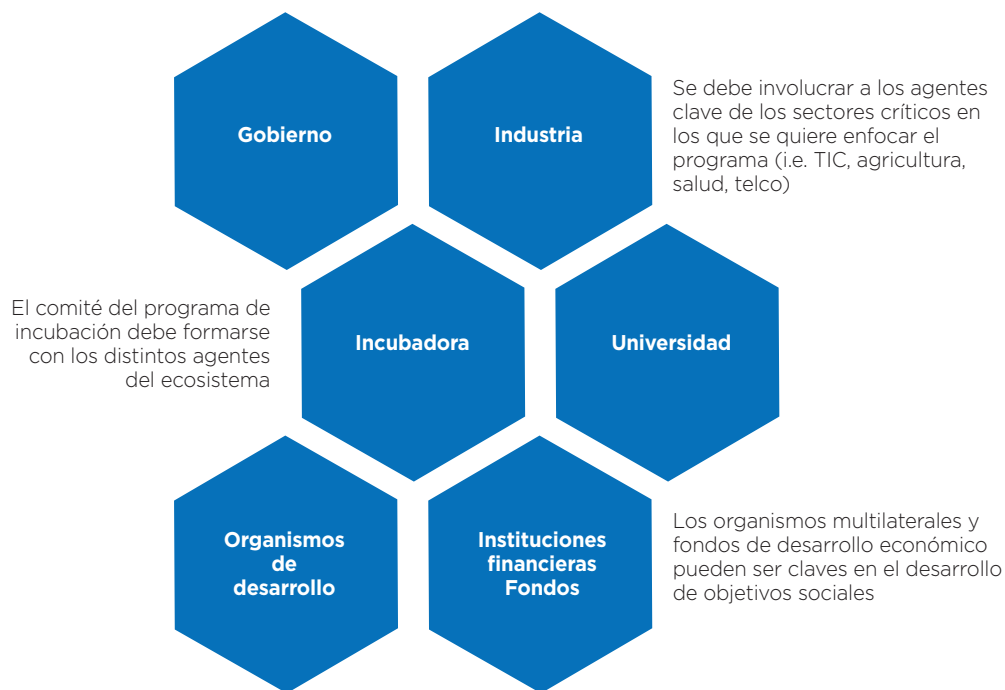 Gobierno
Industria
Se debe involucrar a los agentes
clave de los sectores críticos en
los que se quiere enfocar el
programa (i.e. TIC, agricultura,
salud, telco)
El comité del programa de
incubación debe formarse
con los distintos agentes
del ecosistema
Incubadora
Universidad
Organismos
de
desarrollo
Instituciones
financieras
Fondos
Los organismos multilaterales y
fondos de desarrollo económico
pueden ser claves en el desarrollo
de objetivos sociales